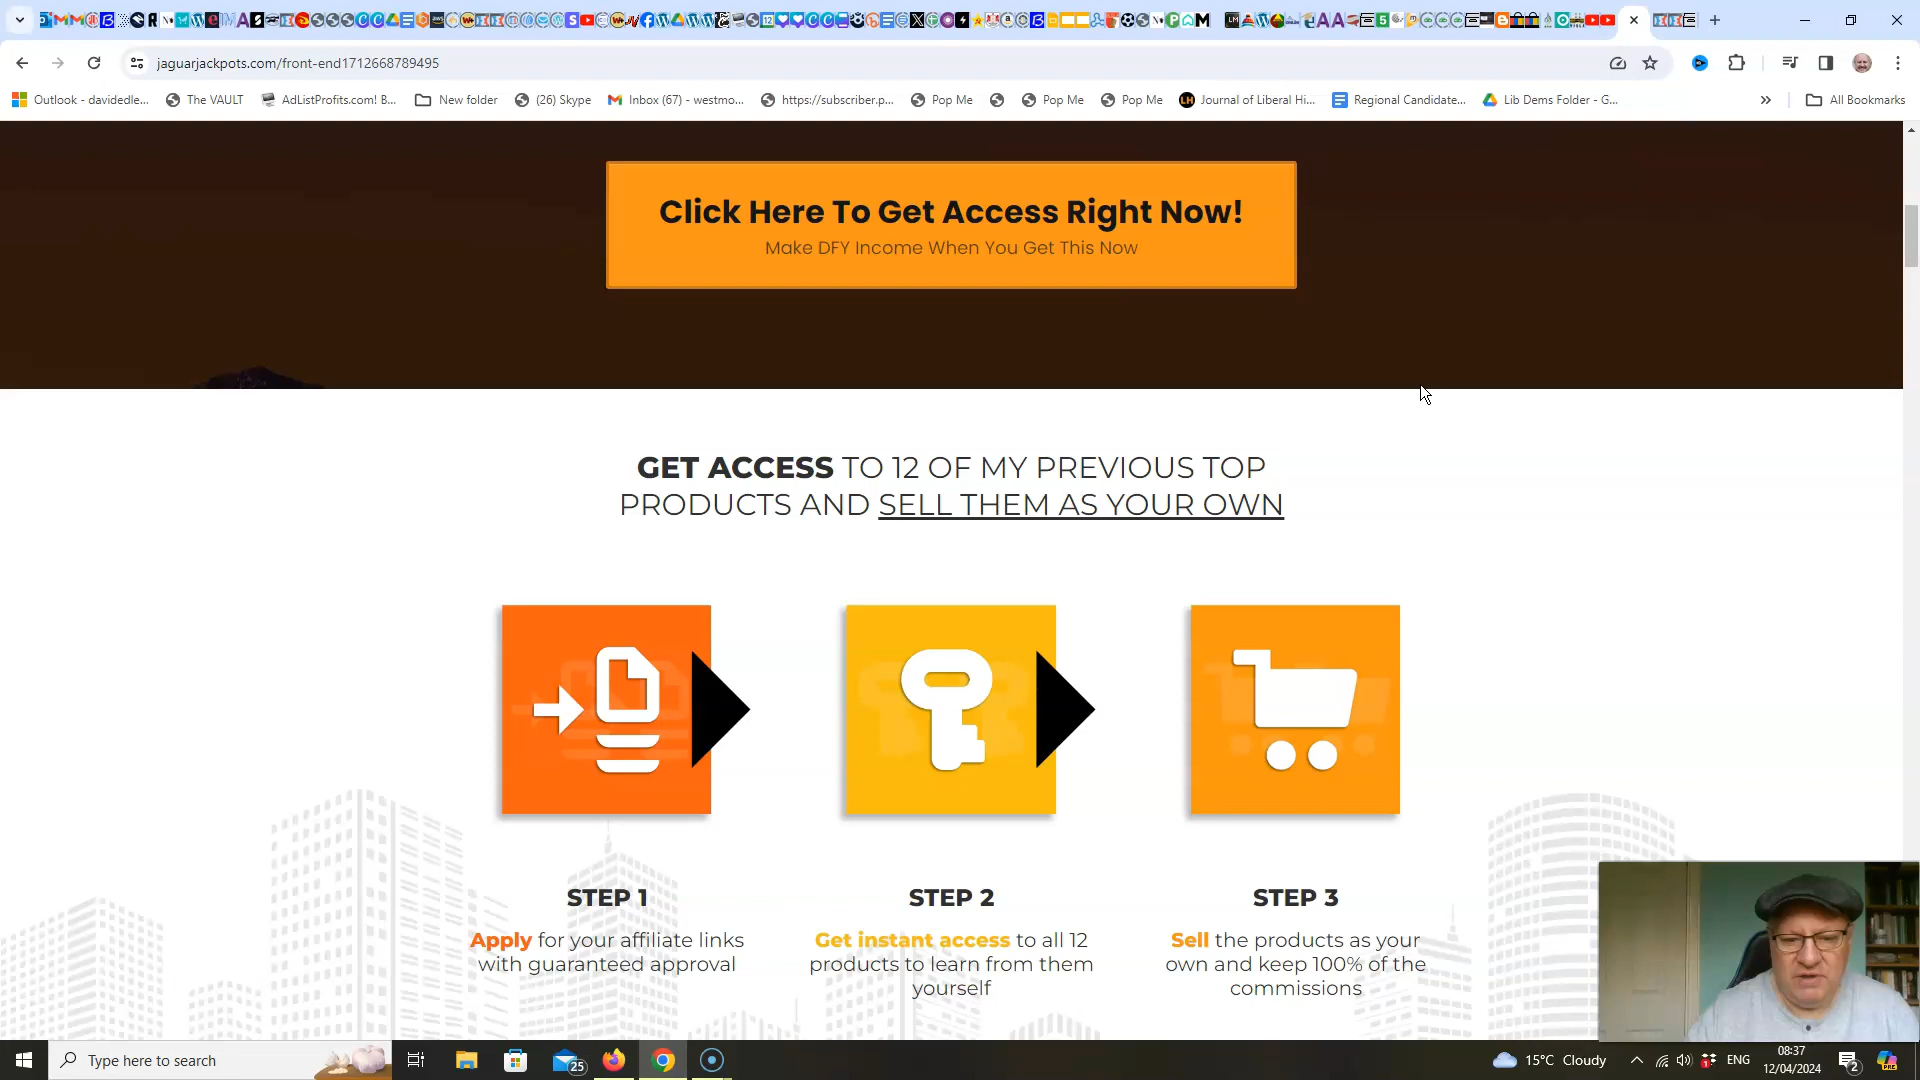 jaguarjackpots.com/front-end1712668789495
Outlook - davidedle...
The VAULT
AdListProfits.com! B...
New folder
(26) Skype
Inbox (67) - westmo...
https://subscriber.p...
Pop Me
Pop Me
Pop Me
Journal of Liberal Hi...
Regional Candidate...
Lib Dems Folder - G...
All Bookmarks
Click Here To Get Access Right Now!
Make DFY Income When You Get This Now
GET ACCESS TO 12 OF MY PREVIOUS TOP
PRODUCTS AND SELL THEM AS YOUR OWN
STEP 1
Apply for your affiliate links
with guaranteed approval
STEP 2
Get instant access to all 12
products to learn from them
yourself
STEP 3
Sell the products as your
own and keep 100% of the
commissions
Type here to search
25
15°C Cloudy
ENG
08:37
12/04/2024
2